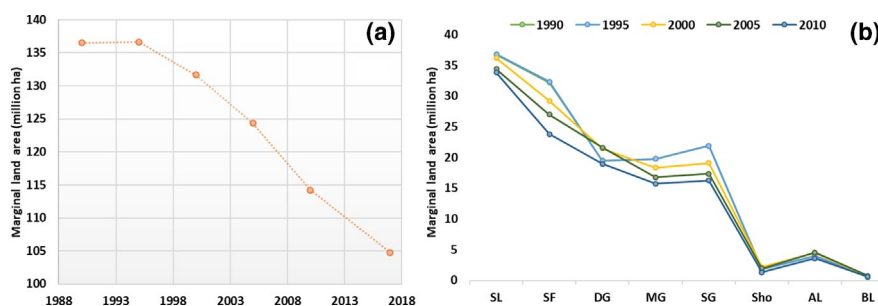 (a)
Marginal land area (million ha)
140
135
130
125
120
115
110
105
100
1988 1993 1998 2003 2008 2013 2018
(b)
1990 1995 2000 2005 2010
Marginal land area (million ha)
40
35
30
25
20
15
10
5
0
SL SF DG MG SG Sho AL BL